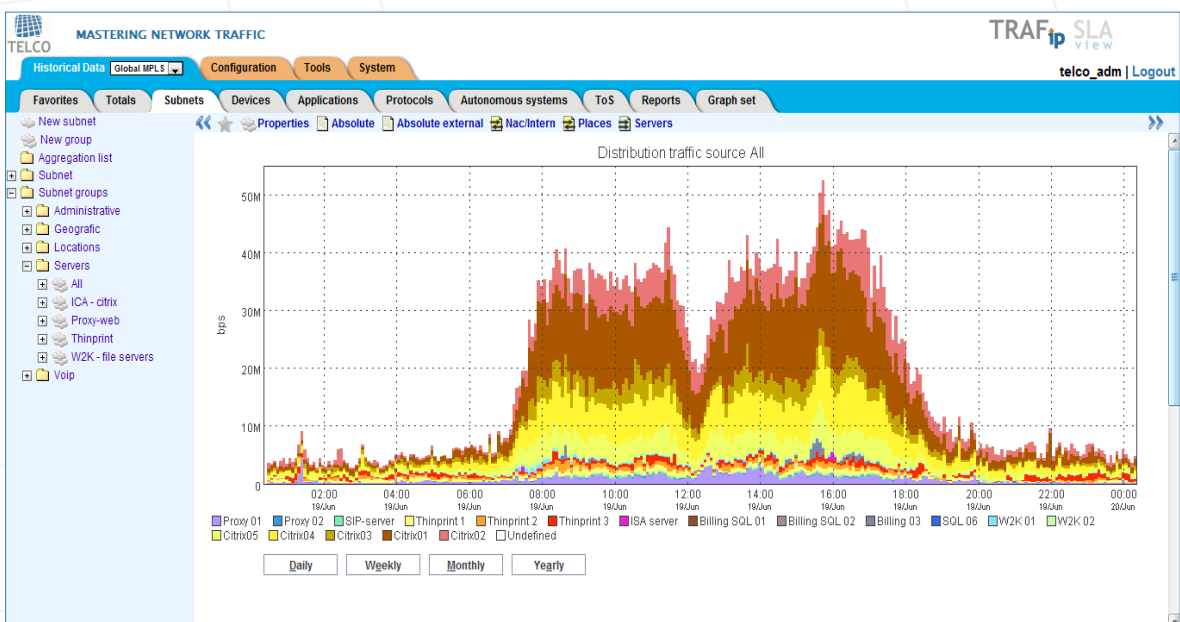 TELCO
MASTERING NETWORK TRAFFIC
TRAFip SLA view
Historical Data Global MPLS Configuration Tools System
telco_adm | Logout
Favorites Totals Subnets Devices Applications Protocols Autonomous systems ToS Reports Graph set
New subnet
New group
Aggregation list
Subnet
Subnet groups
Administrative
Geografic
Locations
Servers
All
ICA - citrix
Proxy-web
Thinprint
W2K - file servers
Voip
Properties Absolute Absolute external Nac/Intern Places Servers
Distribution traffic source All
bps
50M
40M
30M
20M
10M
0
02:00 04:00 06:00 08:00 10:00 12:00 14:00 16:00 18:00 20:00 22:00 00:00
19/Jun 19/Jun 19/Jun 19/Jun 19/Jun 19/Jun 19/Jun 19/Jun 19/Jun 19/Jun 19/Jun 20/Jun
Proxy 01 Proxy 02 SIP-server Thinprint 1 Thinprint 2 Thinprint 3 ISA server Billing SQL 01 Billing SQL 02 Billing 03 SQL 06 W2K 01 W2K 02
Citrix05 Citrix04 Citrix03 Citrix01 Citrix02 Undefined
Daily Weekly Monthly Yearly